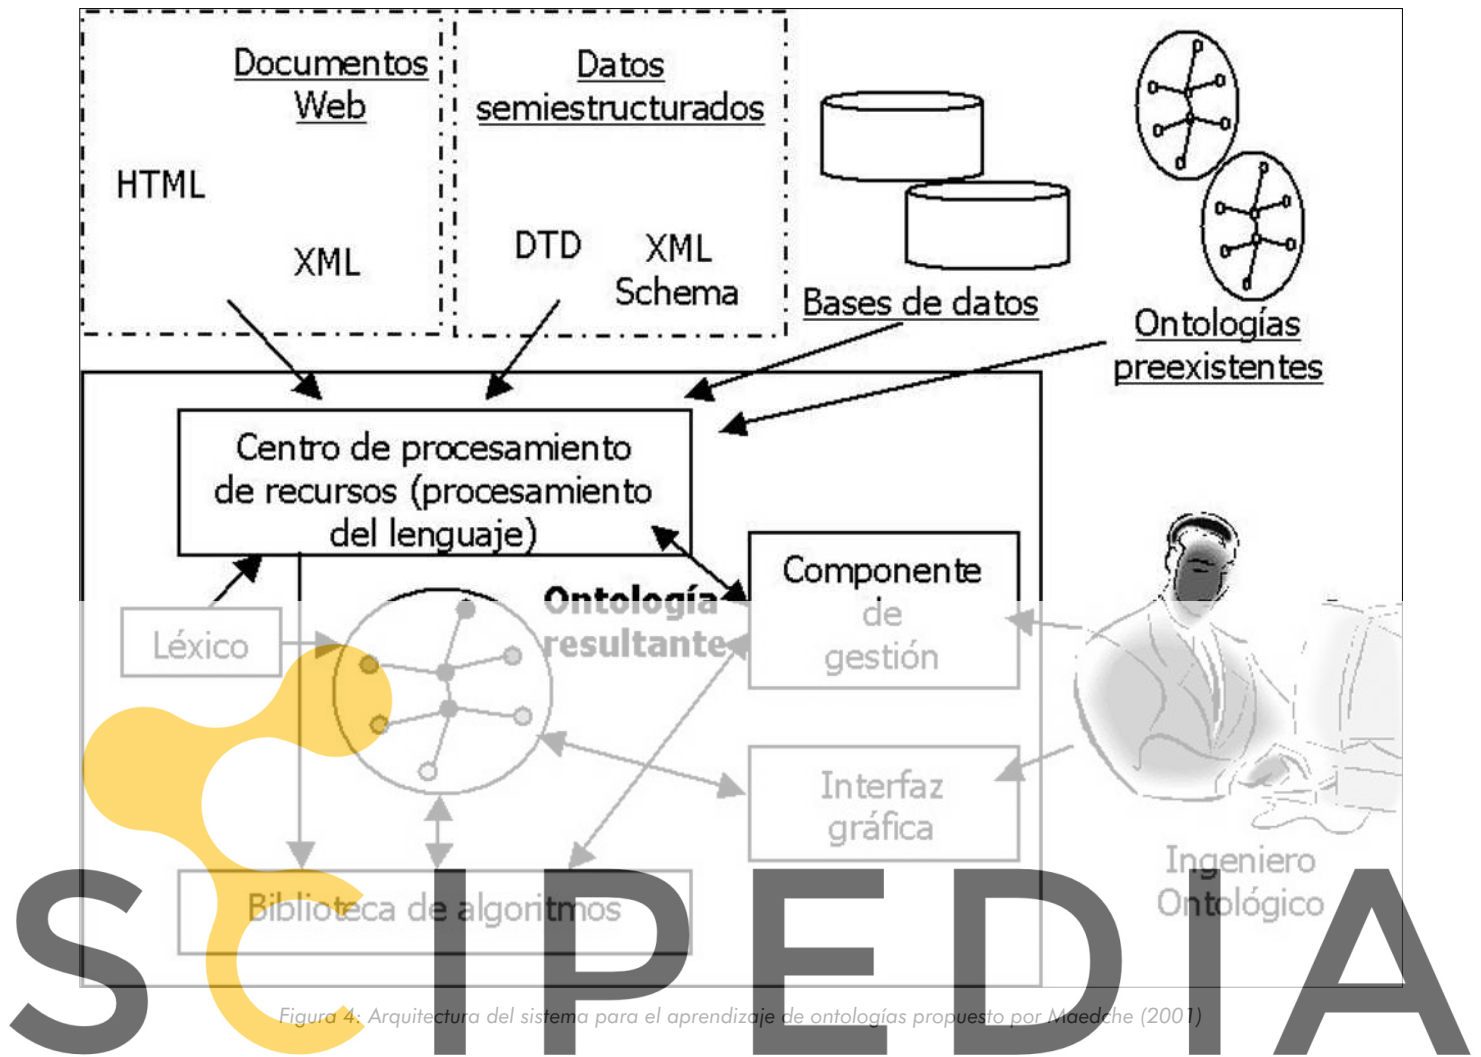 Documentos
Web
HTML
XML
Datos
semiestructurados
DTD
XML
Schema
Bases de datos
Ontologías
preexistentes
Centro de procesamiento
de recursos (procesamiento
del lenguaje)
Componente
de
gestión
Ontología
resultante
Léxico
Interfaz
gráfica
Biblioteca de algoritmos
Ingeniero
Ontológico
SCIPEDIA
Figura 4: Arquitectura del sistema para el aprendizaje de ontologías propuesto por Maedche (2001)